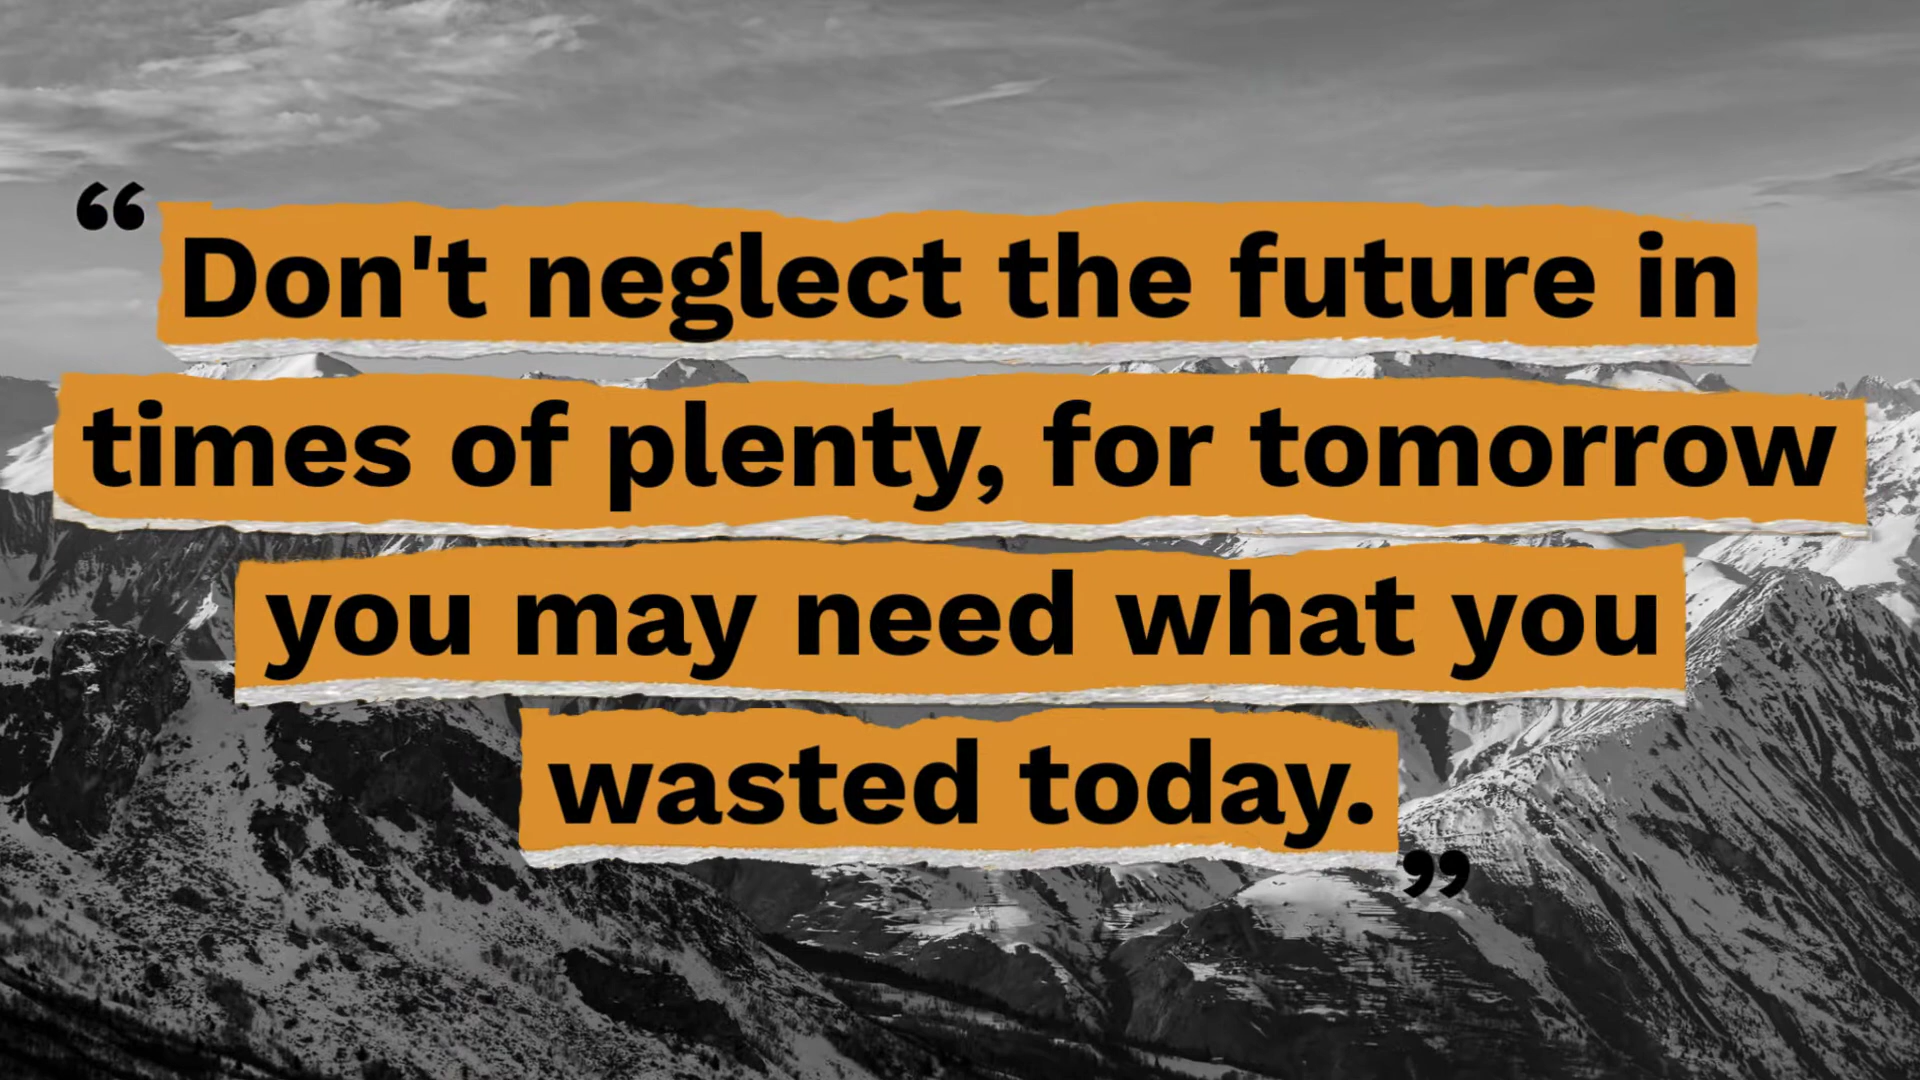 “Don't neglect the future in
times of plenty, for tomorrow
you may need what you
wasted today.”